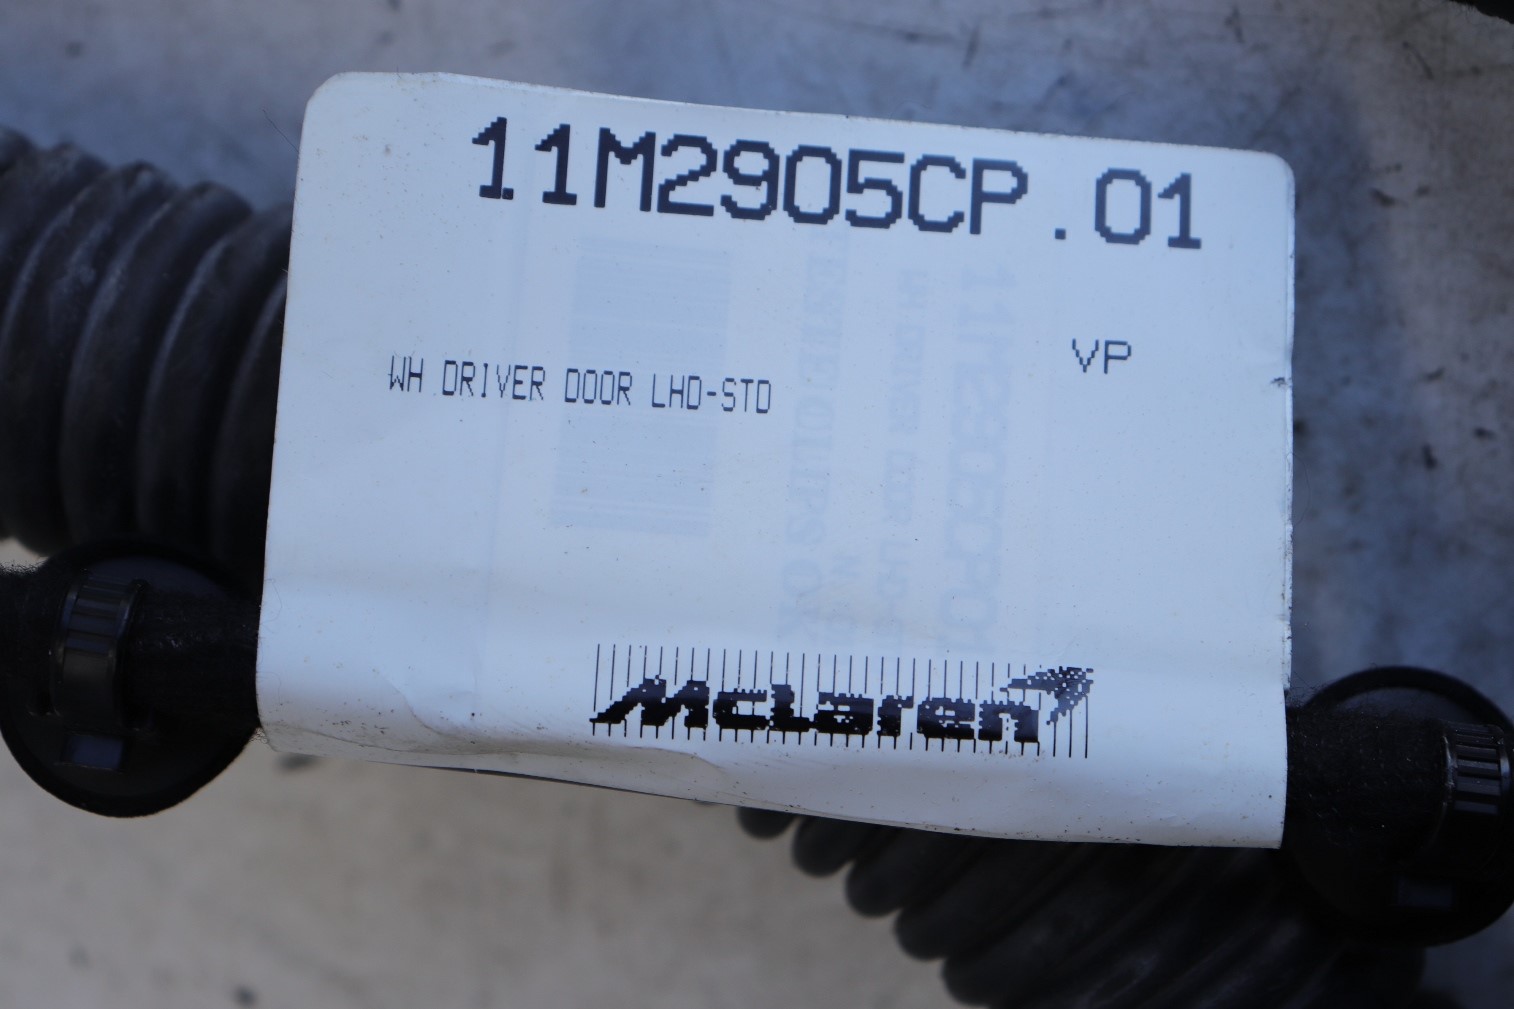 11M2905CP.01
VP
WH DRIVER DOOR LHD-STD
McLaren